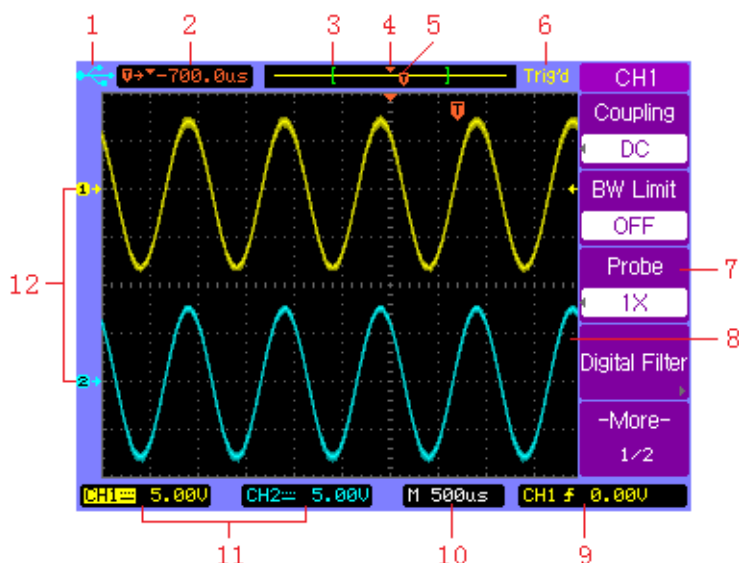 1 2 3 4 5 6
T→▼-700.0us T Trig'd CH1
Coupling
DC
T
1
BW Limit
OFF
12
Probe 7
1X
8
2
Digital Filter
-More-
1/2
CH1 5.00V CH2 5.00V M 500us CH1 0.00V
11 10 9